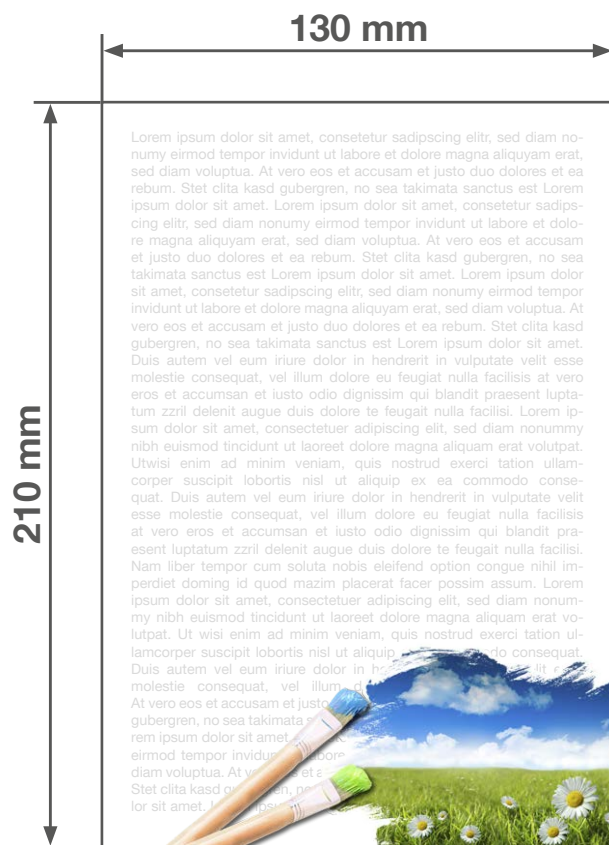 130 mm
210 mm
Lorem ipsum dolor sit amet, consetetur sadipscing elitr, sed diam no-
numy eirmod tempor invidunt ut labore et dolore magna aliquyam erat,
sed diam voluptua. At vero eos et accusam et justo duo dolores et ea
rebum. Stet clita kasd gubergren, no sea takimata sanctus est Lorem
ipsum dolor sit amet. Lorem ipsum dolor sit amet, consetetur sadips-
cing elitr, sed diam nonumy eirmod tempor invidunt ut labore et dolo-
re magna aliquyam erat, sed diam voluptua. At vero eos et accusam
et justo duo dolores et ea rebum. Stet clita kasd gubergren, no sea
takimata sanctus est Lorem ipsum dolor sit amet. Lorem ipsum dolor
sit amet, consetetur sadipscing elitr, sed diam nonumy eirmod tempor
invidunt ut labore et dolore magna aliquyam erat, sed diam voluptua. At
vero eos et accusam et justo duo dolores et ea rebum. Stet clita kasd
gubergren, no sea takimata sanctus est Lorem ipsum dolor sit amet.
Duis autem vel eum iriure dolor in hendrerit in vulputate velit esse
molestie consequat, vel illum dolore eu feugiat nulla facilisis at vero
eros et accumsan et iusto odio dignissim qui blandit praesent lupta-
tum zzril delenit augue duis dolore te feugait nulla facilisi. Lorem ip-
sum dolor sit amet, consectetuer adipiscing elit, sed diam nonummy
nibh euismod tincidunt ut laoreet dolore magna aliquam erat volutpat.
Utwisi enim ad minim veniam, quis nostrud exerci tation ullam-
corper suscipit lobortis nisl ut aliquip ex ea commodo conse-
quat. Duis autem vel eum iriure dolor in hendrerit in vulputate velit
esse molestie consequat, vel illum dolore eu feugiat nulla facilisis
at vero eros et accumsan et iusto odio dignissim qui blandit pra-
esent luptatum zzril delenit augue duis dolore te feugait nulla facilisi.
Nam liber tempor cum soluta nobis eleifend option congue nihil im-
perdiet doming id quod mazim placerat facer possim assum. Lorem
ipsum dolor sit amet, consectetuer adipiscing elit, sed diam nonum-
my nibh euismod tincidunt ut laoreet dolore magna aliquam erat vo-
lutpat. Ut wisi enim ad minim veniam, quis nostrud exerci tation ul-
lamcorper suscipit lobortis nisl ut aliquip do consequat.
Duis autem vel eum iriure dolor in
molestie consequat, vel illum
At vero eos et accusam et justo
gubergren, no sea takimata
rem ipsum dolor sit amet.
eirmod tempor
diam voluptua. At
Stet clita kasd
lor sit amet.